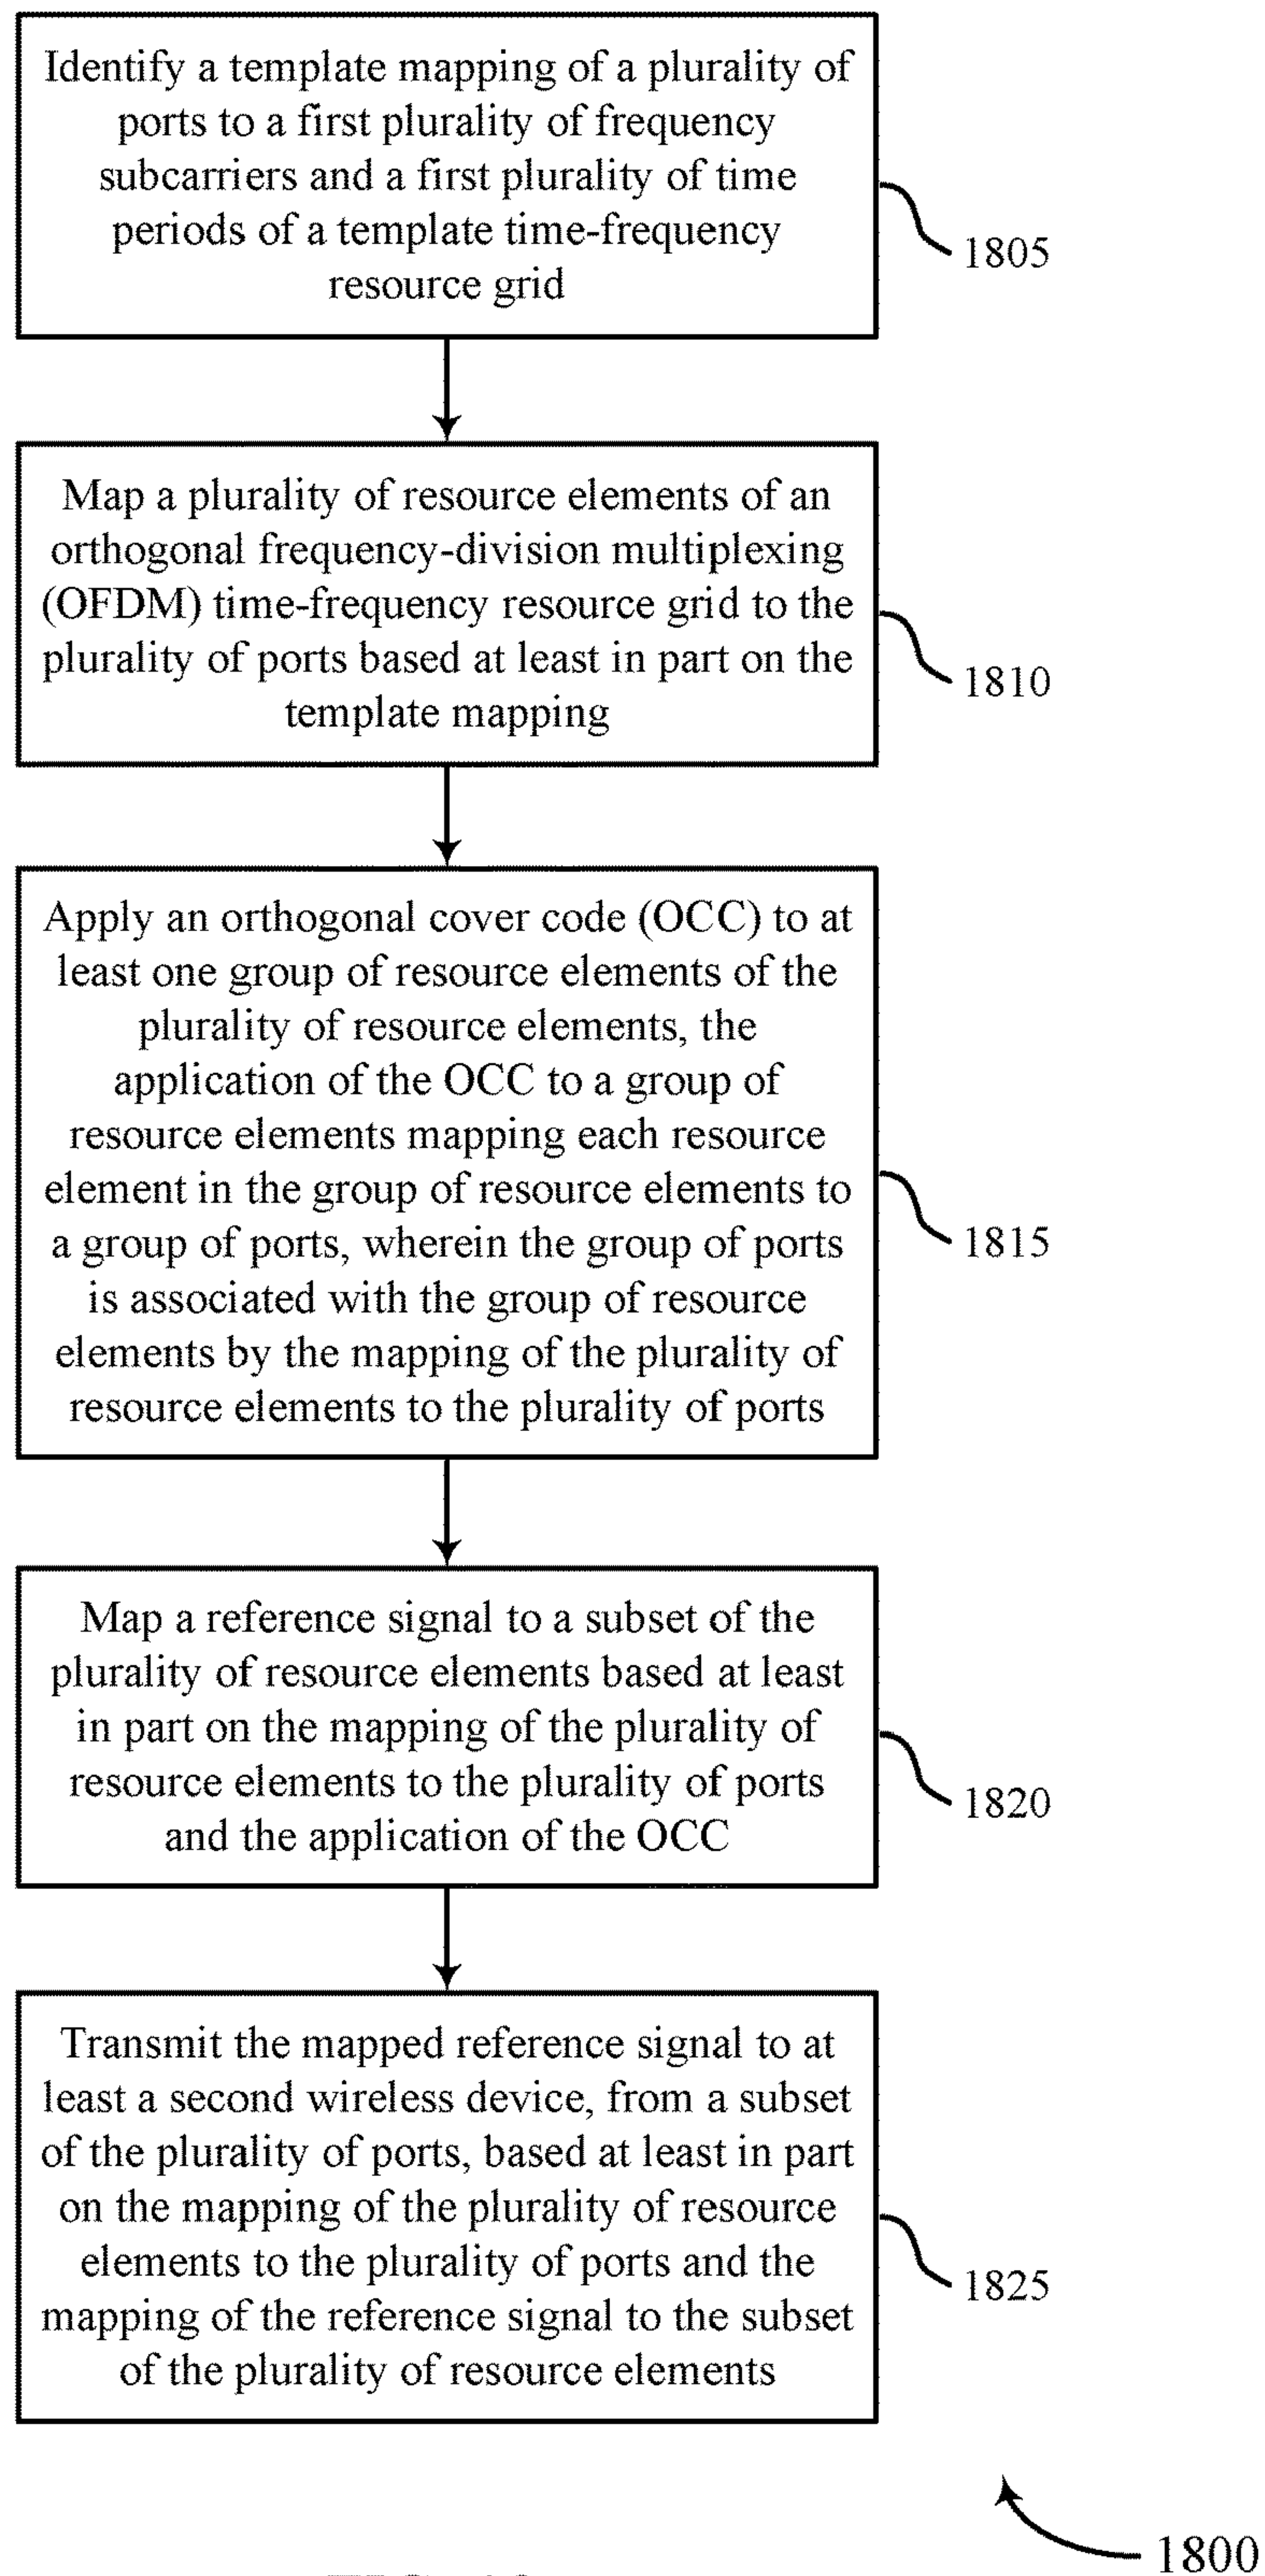 Identify a template mapping of a plurality of
ports to a first plurality of frequency
subcarriers and a first plurality of time
periods of a template time-frequency
resource grid
1805
Map a plurality of resource elements of an
orthogonal frequency-division multiplexing
(OFDM) time-frequency resource grid to the
plurality of ports based at least in part on the
template mapping
1810
Apply an orthogonal cover code (OCC) to at
least one group of resource elements of the
plurality of resource elements, the
application of the OCC to a group of
resource elements mapping each resource
element in the group of resource elements to
a group of ports, wherein the group of ports
is associated with the group of resource
elements by the mapping of the plurality of
resource elements to the plurality of ports
1815
Map a reference signal to a subset of the
plurality of resource elements based at least
in part on the mapping of the plurality of
resource elements to the plurality of ports
and the application of the OCC
1820
Transmit the mapped reference signal to at
least a second wireless device, from a subset
of the plurality of ports, based at least in part
on the mapping of the plurality of resource
elements to the plurality of ports and the
mapping of the reference signal to the subset
of the plurality of resource elements
1825
1800